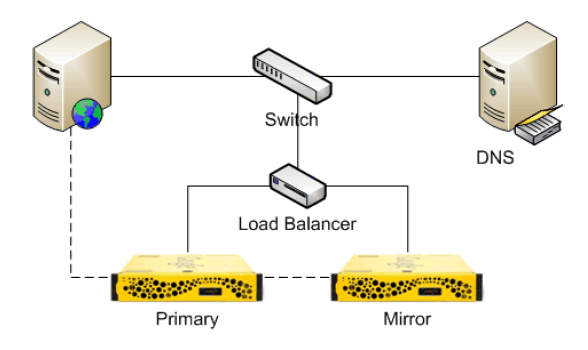 Switch
DNS
Load Balancer
Primary
Mirror